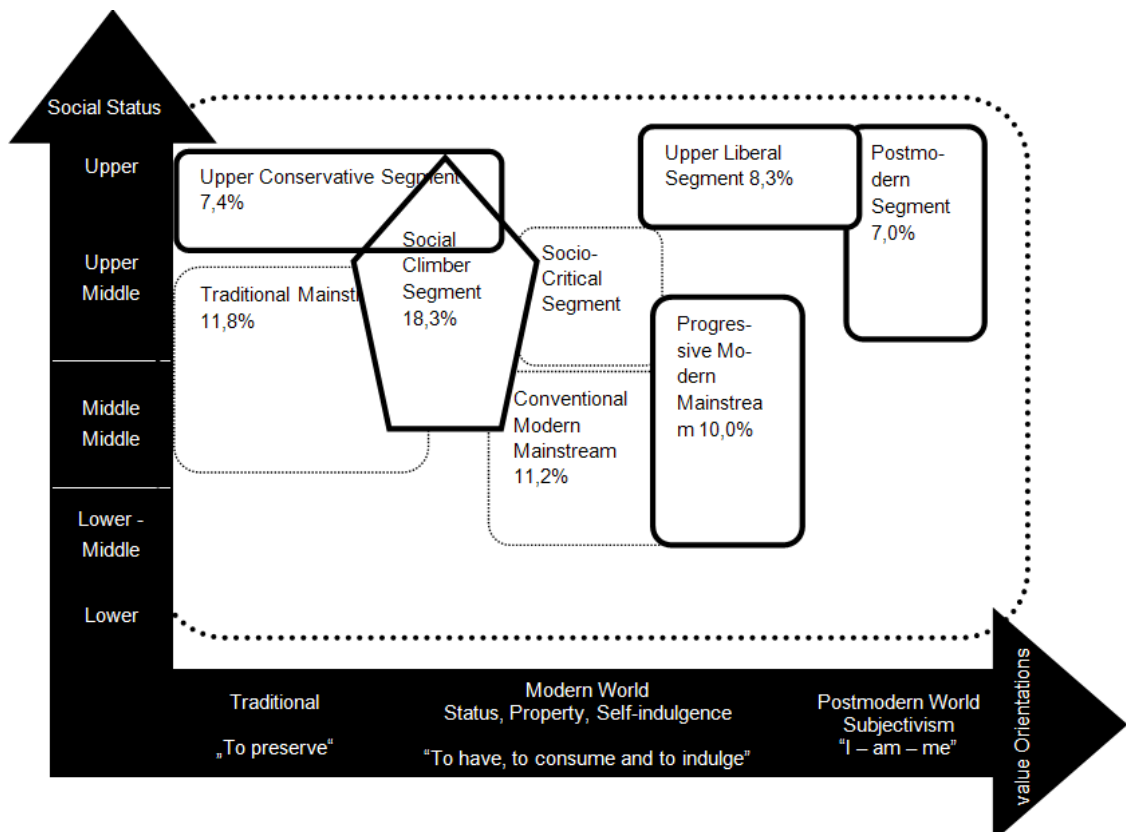 Social Status
Upper
Upper
Middle
Middle
Middle
Lower -
Middle
Lower
Upper Conservative Segment
7,4%
Traditional Mainst
11,8%
Social
Climber
Segment
18,3%
Socio-
Critical
Segment
Conventional
Modern
Mainstream
11,2%
Upper Liberal
Segment 8,3%
Postmo-
dern
Segment
7,0%
Progres-
sive Mo-
dern
Mainstrea
m 10,0%
Traditional
„To preserve“
Modern World
Status, Property, Self-indulgence
“To have, to consume and to indulge”
Postmodern World
Subjectivism
“I – am – me”
value Orientations